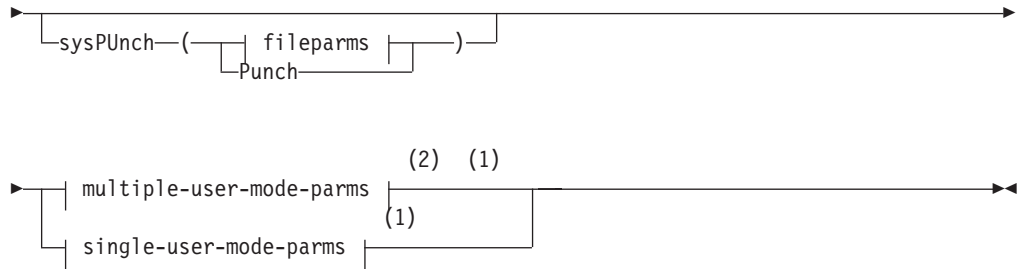 sysPUnch ( fileparms )
Punch
(2) (1)
multiple-user-mode-parms
(1)
single-user-mode-parms